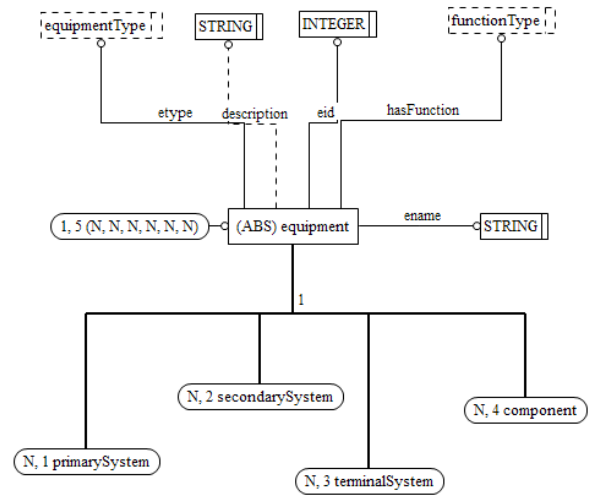 equipmentType
STRING
INTEGER
functionType
etype
description
eid
hasFunction
1, 5 (N, N, N, N, N, N)
(ABS) equipment
ename
STRING
1
N, 2 secondarySystem
N, 4 component
N, 1 primarySystem
N, 3 terminalSystem